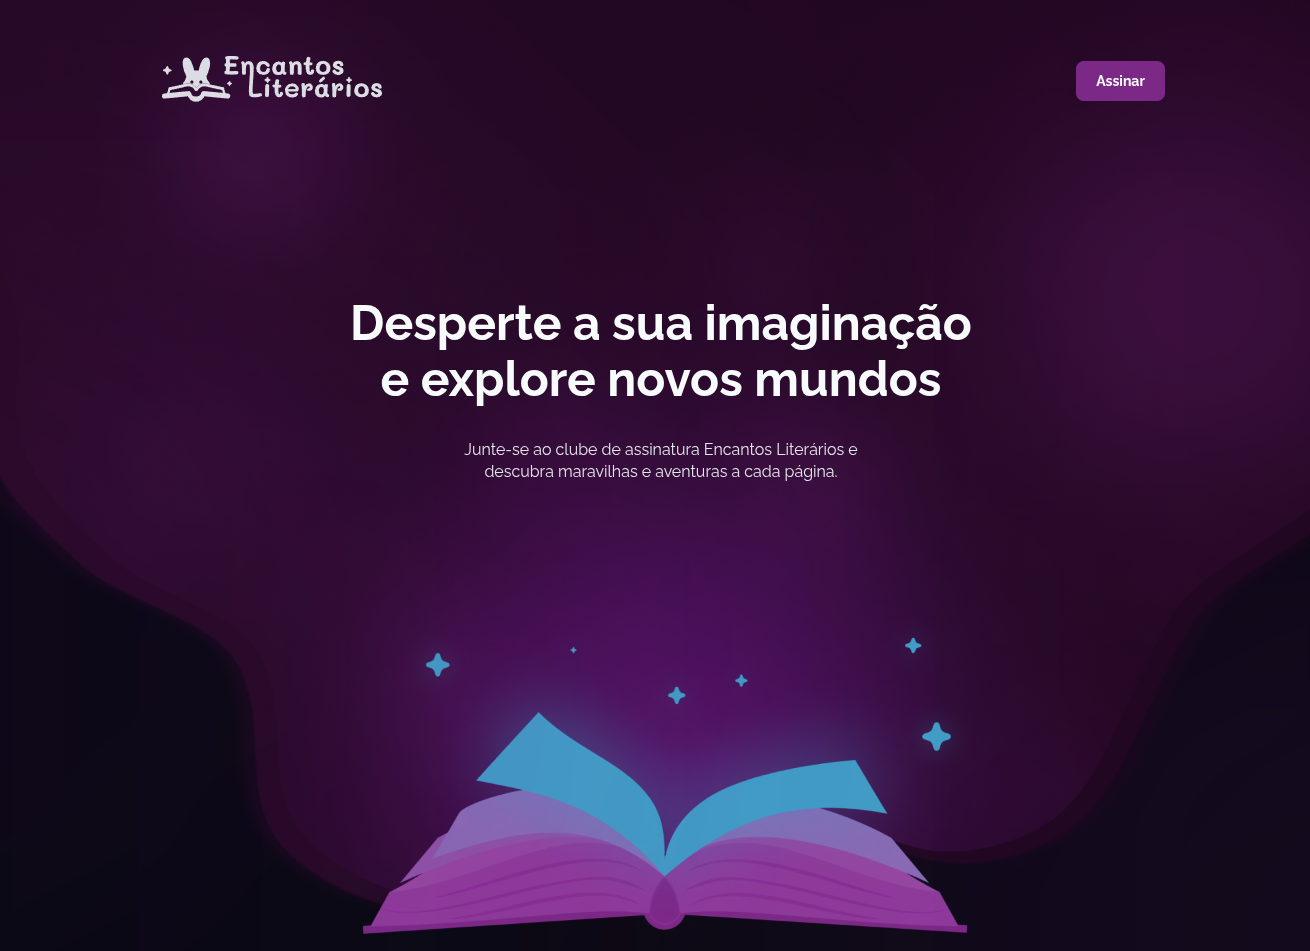 Encantos
Literários
Assinar
Desperte a sua imaginação
e explore novos mundos
Junte-se ao clube de assinatura Encantos Literários e
descubra maravilhas e aventuras a cada página.